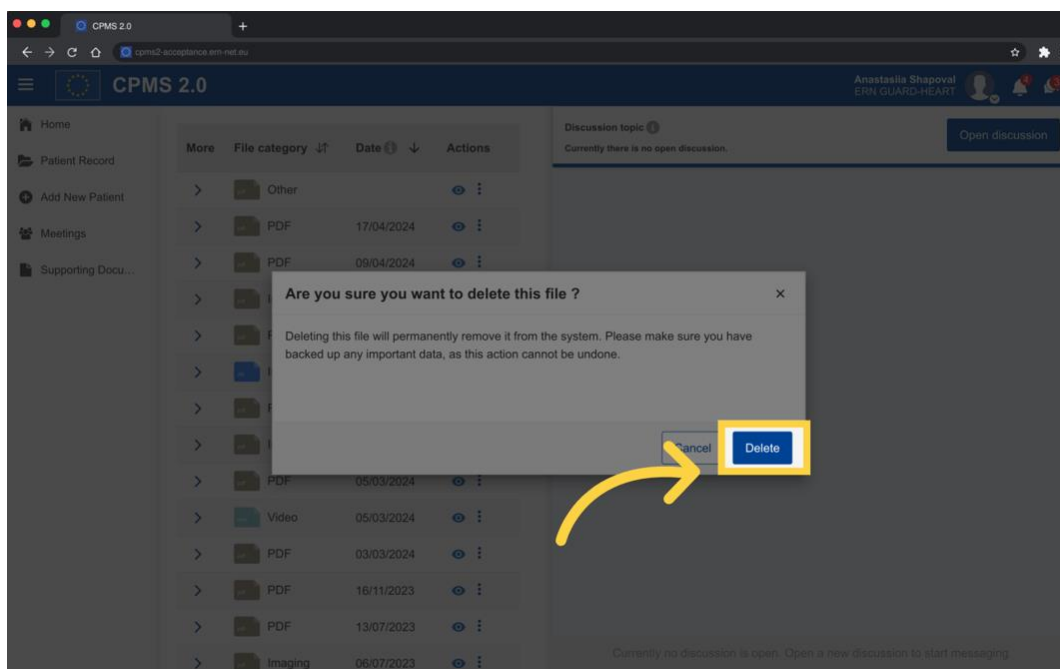 CPMS 2.0
cpms2-acceptance.ern-net.eu
CPMS 2.0
Anastasiia Shapoval
ERN GUARD-HEART
Home
Patient Record
Add New Patient
Meetings
Supporting Docu...
More File category Date Actions
Other
PDF 17/04/2024
PDF 09/04/2024
PDF 05/03/2024
Video 05/03/2024
PDF 03/03/2024
PDF 16/11/2023
PDF 13/07/2023
Imaging 06/07/2023
Discussion topic
Currently there is no open discussion.
Open discussion
Are you sure you want to delete this file ?
Deleting this file will permanently remove it from the system. Please make sure you have
backed up any important data, as this action cannot be undone.
Cancel
Delete
Currently no discussion is open. Open a new discussion to start messaging.